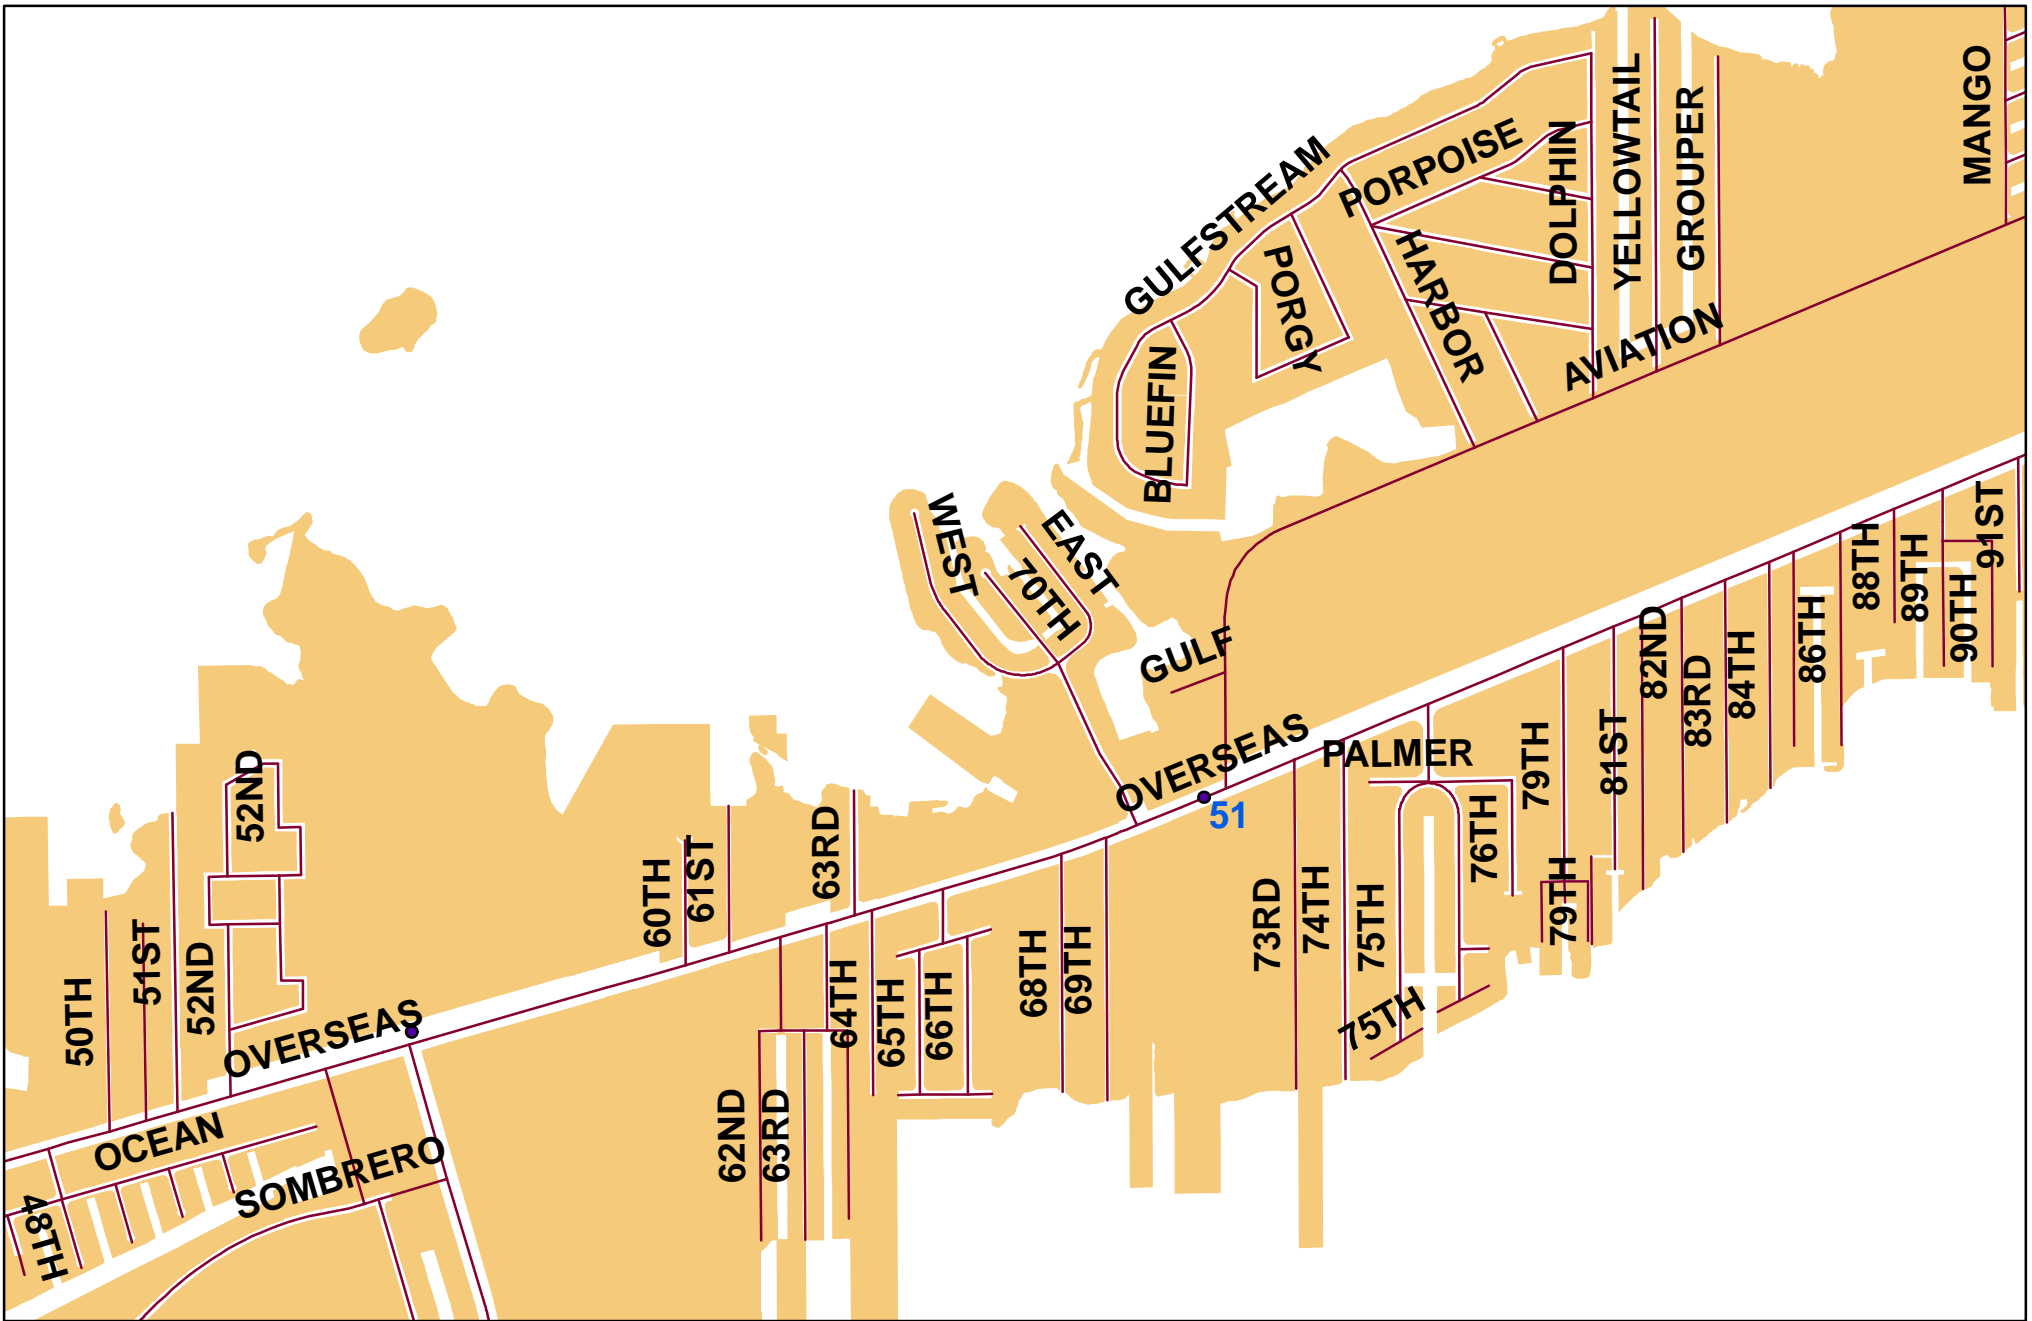 MANGO
YELLOWTAIL
GROUPER
DOLPHIN
PORPOISE
GULFSTREAM
HARBOR
PORGY
AVIATION
BLUEFIN
WEST
EAST
70TH
GULF
91ST
88TH
89TH
90TH
86TH
82ND
84TH
83RD
81ST
79TH
OVERSEAS
PALMER
51
76TH
79TH
52ND
63RD
60TH
61ST
73RD
74TH
75TH
75TH
68TH
69TH
64TH
65TH
66TH
50TH
51ST
52ND
OVERSEAS
62ND
63RD
OCEAN
SOMBRERO
48TH